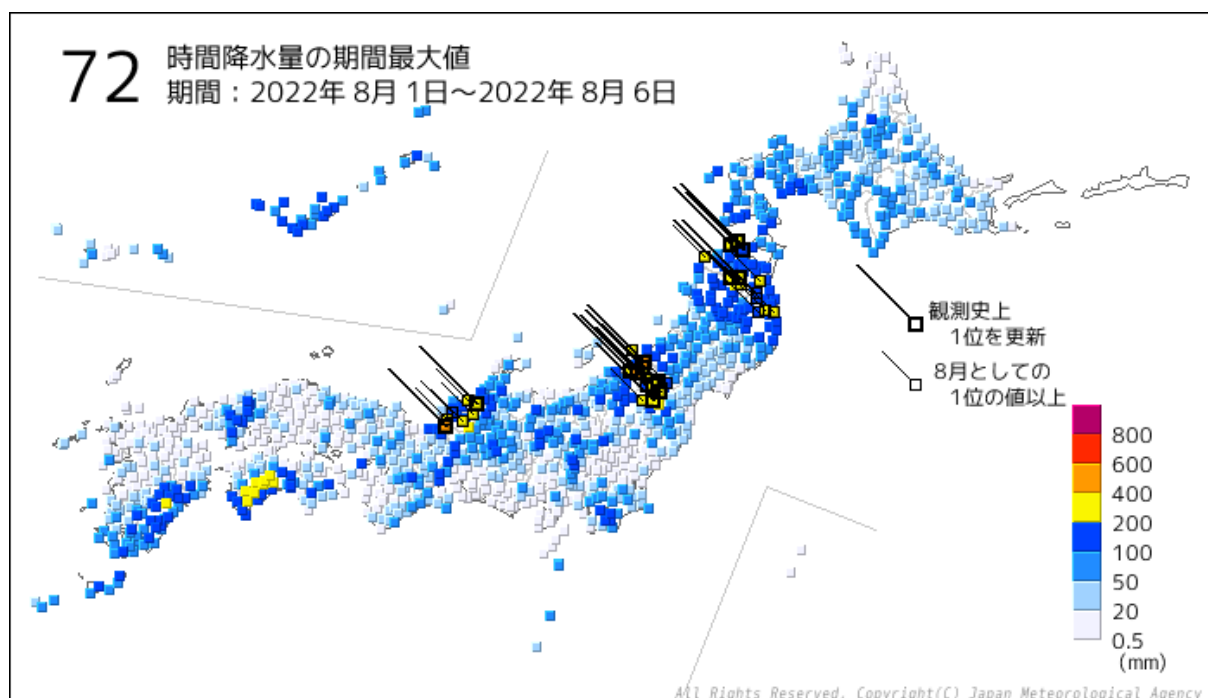 72
時間降水量の期間最大値
期間：2022年 8月 1日～2022年 8月 6日
観測史上
1位を更新
8月としての
1位の値以上
800
600
400
200
100
50
20
0.5
(mm)
All Rights Reserved. Copyright(C) Japan Meteorological Agency